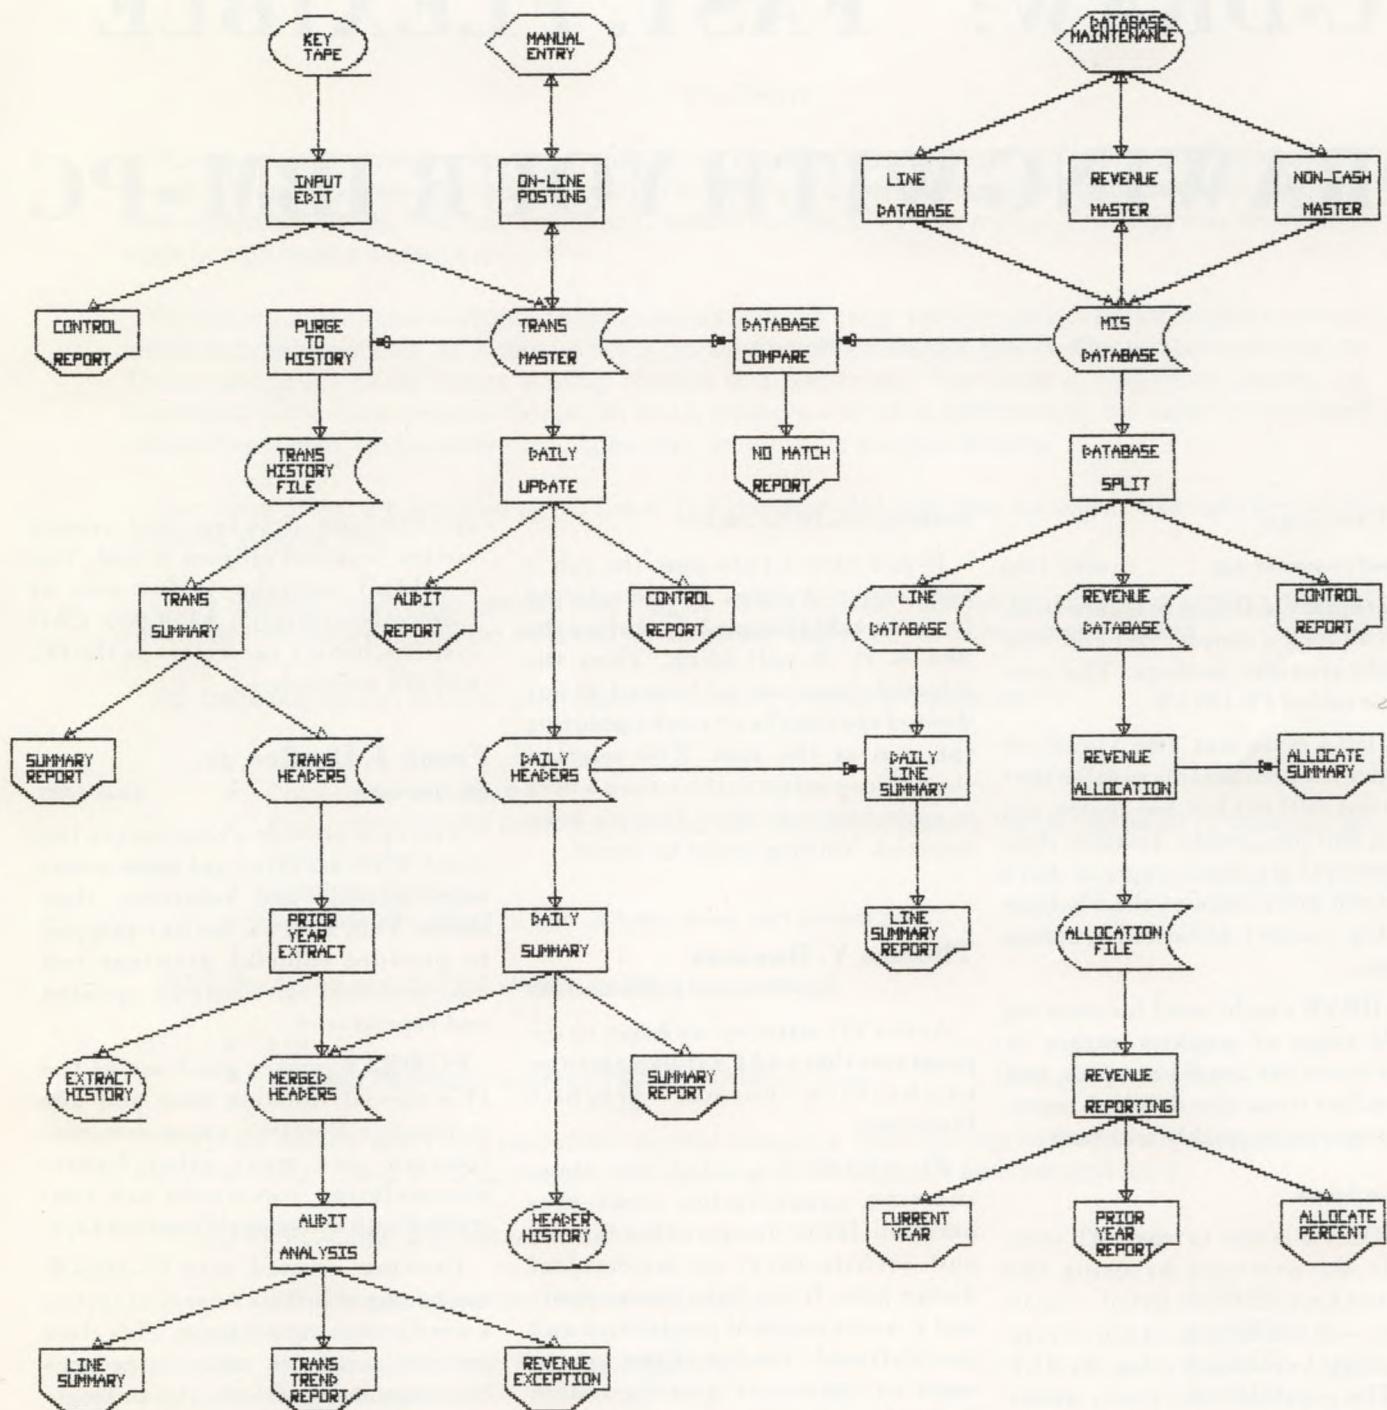 KEY
TAPE
MANUAL
ENTRY
DATABASE
MAINTENANCE
INPUT
EDIT
ON-LINE
POSTING
LINE
DATABASE
REVENUE
MASTER
NON-CASH
MASTER
CONTROL
REPORT
PURGE
TO
HISTORY
TRANS
MASTER
DATABASE
COMPARE
MIS
DATABASE
TRANS
HISTORY
FILE
DAILY
UPDATE
NO MATCH
REPORT
DATABASE
SPLIT
TRANS
SUMMARY
AUDIT
REPORT
CONTROL
REPORT
LINE
DATABASE
REVENUE
DATABASE
CONTROL
REPORT
SUMMARY
REPORT
TRANS
HEADERS
DAILY
HEADERS
DAILY
LINE
SUMMARY
REVENUE
ALLOCATION
ALLOCATE
SUMMARY
PRIOR
YEAR
EXTRACT
DAILY
SUMMARY
LINE
SUMMARY
REPORT
ALLOCATION
FILE
EXTRACT
HISTORY
MERGED
HEADERS
SUMMARY
REPORT
REVENUE
REPORTING
AUDIT
ANALYSIS
HEADER
HISTORY
CURRENT
YEAR
PRIOR
YEAR
REPORT
ALLOCATE
PERCENT
LINE
SUMMARY
TRANS
TREND
REPORT
REVENUE
EXCEPTION